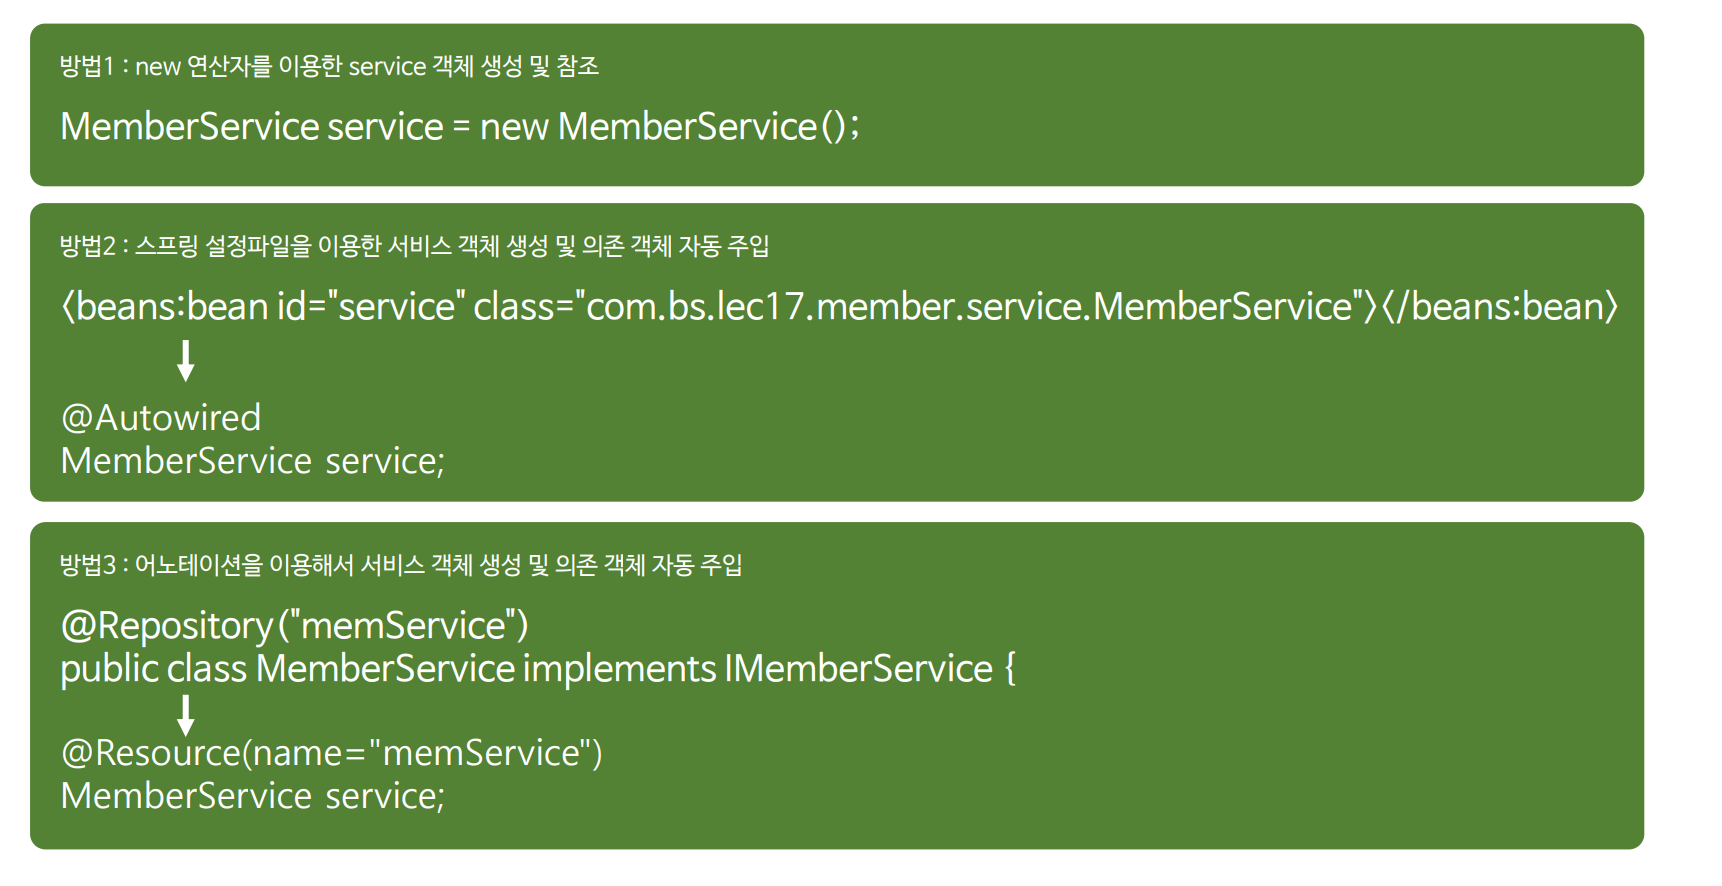 방법1 : new 연산자를 이용한 service 객체 생성 및 참조
MemberService service = new MemberService();
방법2 : 스프링 설정파일을 이용한 서비스 객체 생성 및 의존 객체 자동 주입
<beans:bean id="service" class="com.bs.lec17.member.service.MemberService"></beans:bean>
@Autowired
MemberService service;
방법3 : 어노테이션을 이용해서 서비스 객체 생성 및 의존 객체 자동 주입
@Repository("memService")
public class MemberService implements IMemberService {
@Resource(name="memService")
MemberService service;